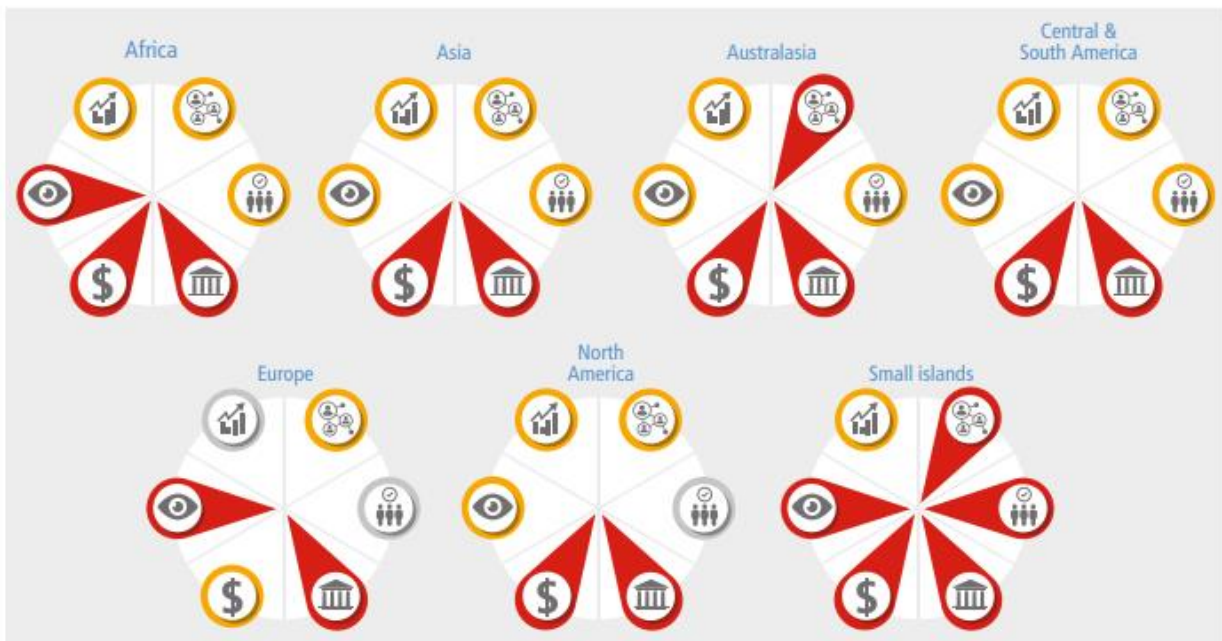 Africa
Asia
Australasia
Central &
South America
$
$
$
$
Europe
North
America
Small islands
$
$
$